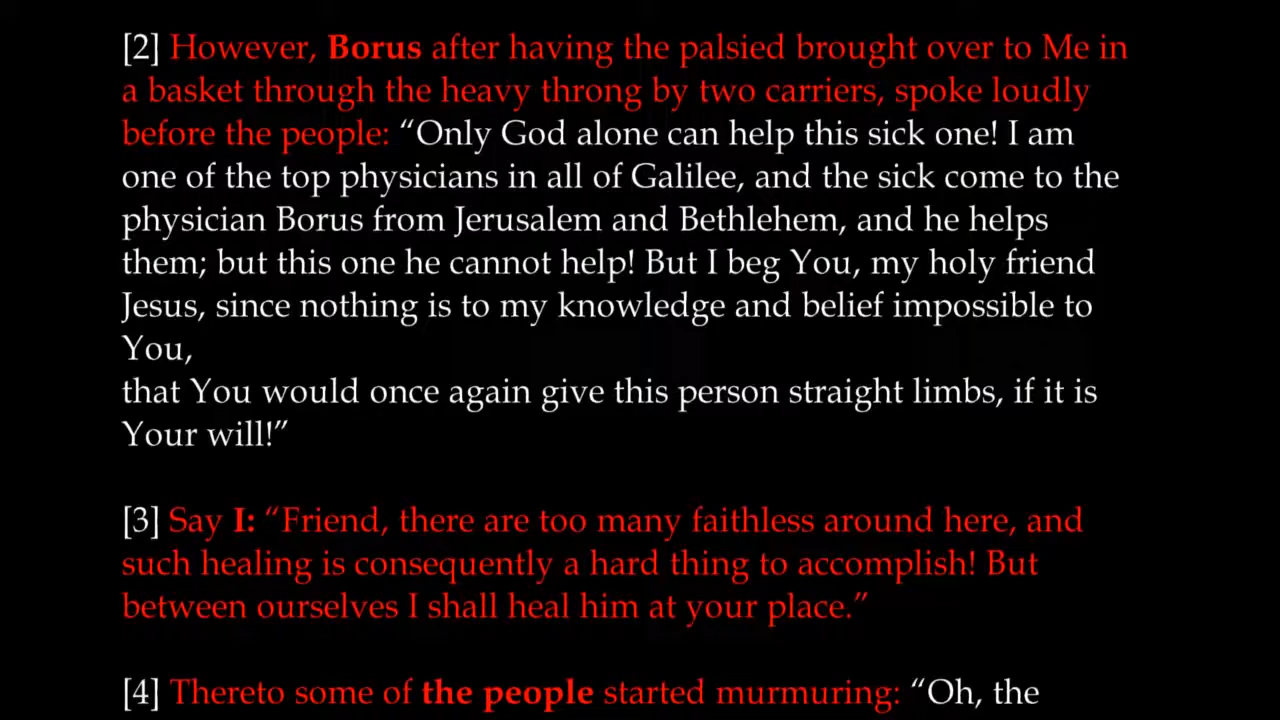 [2] However, Borus after having the palsied brought over to Me in
a basket through the heavy throng by two carriers, spoke loudly
before the people: “Only God alone can help this sick one! I am
one of the top physicians in all of Galilee, and the sick come to the
physician Borus from Jerusalem and Bethlehem, and he helps
them; but this one he cannot help! But I beg You, my holy friend
Jesus, since nothing is to my knowledge and belief impossible to
You,
that You would once again give this person straight limbs, if it is
Your will!”
[3] Say I: “Friend, there are too many faithless around here, and
such healing is consequently a hard thing to accomplish! But
between ourselves I shall heal him at your place.”
[4] Thereto some of the people started murmuring: “Oh, the